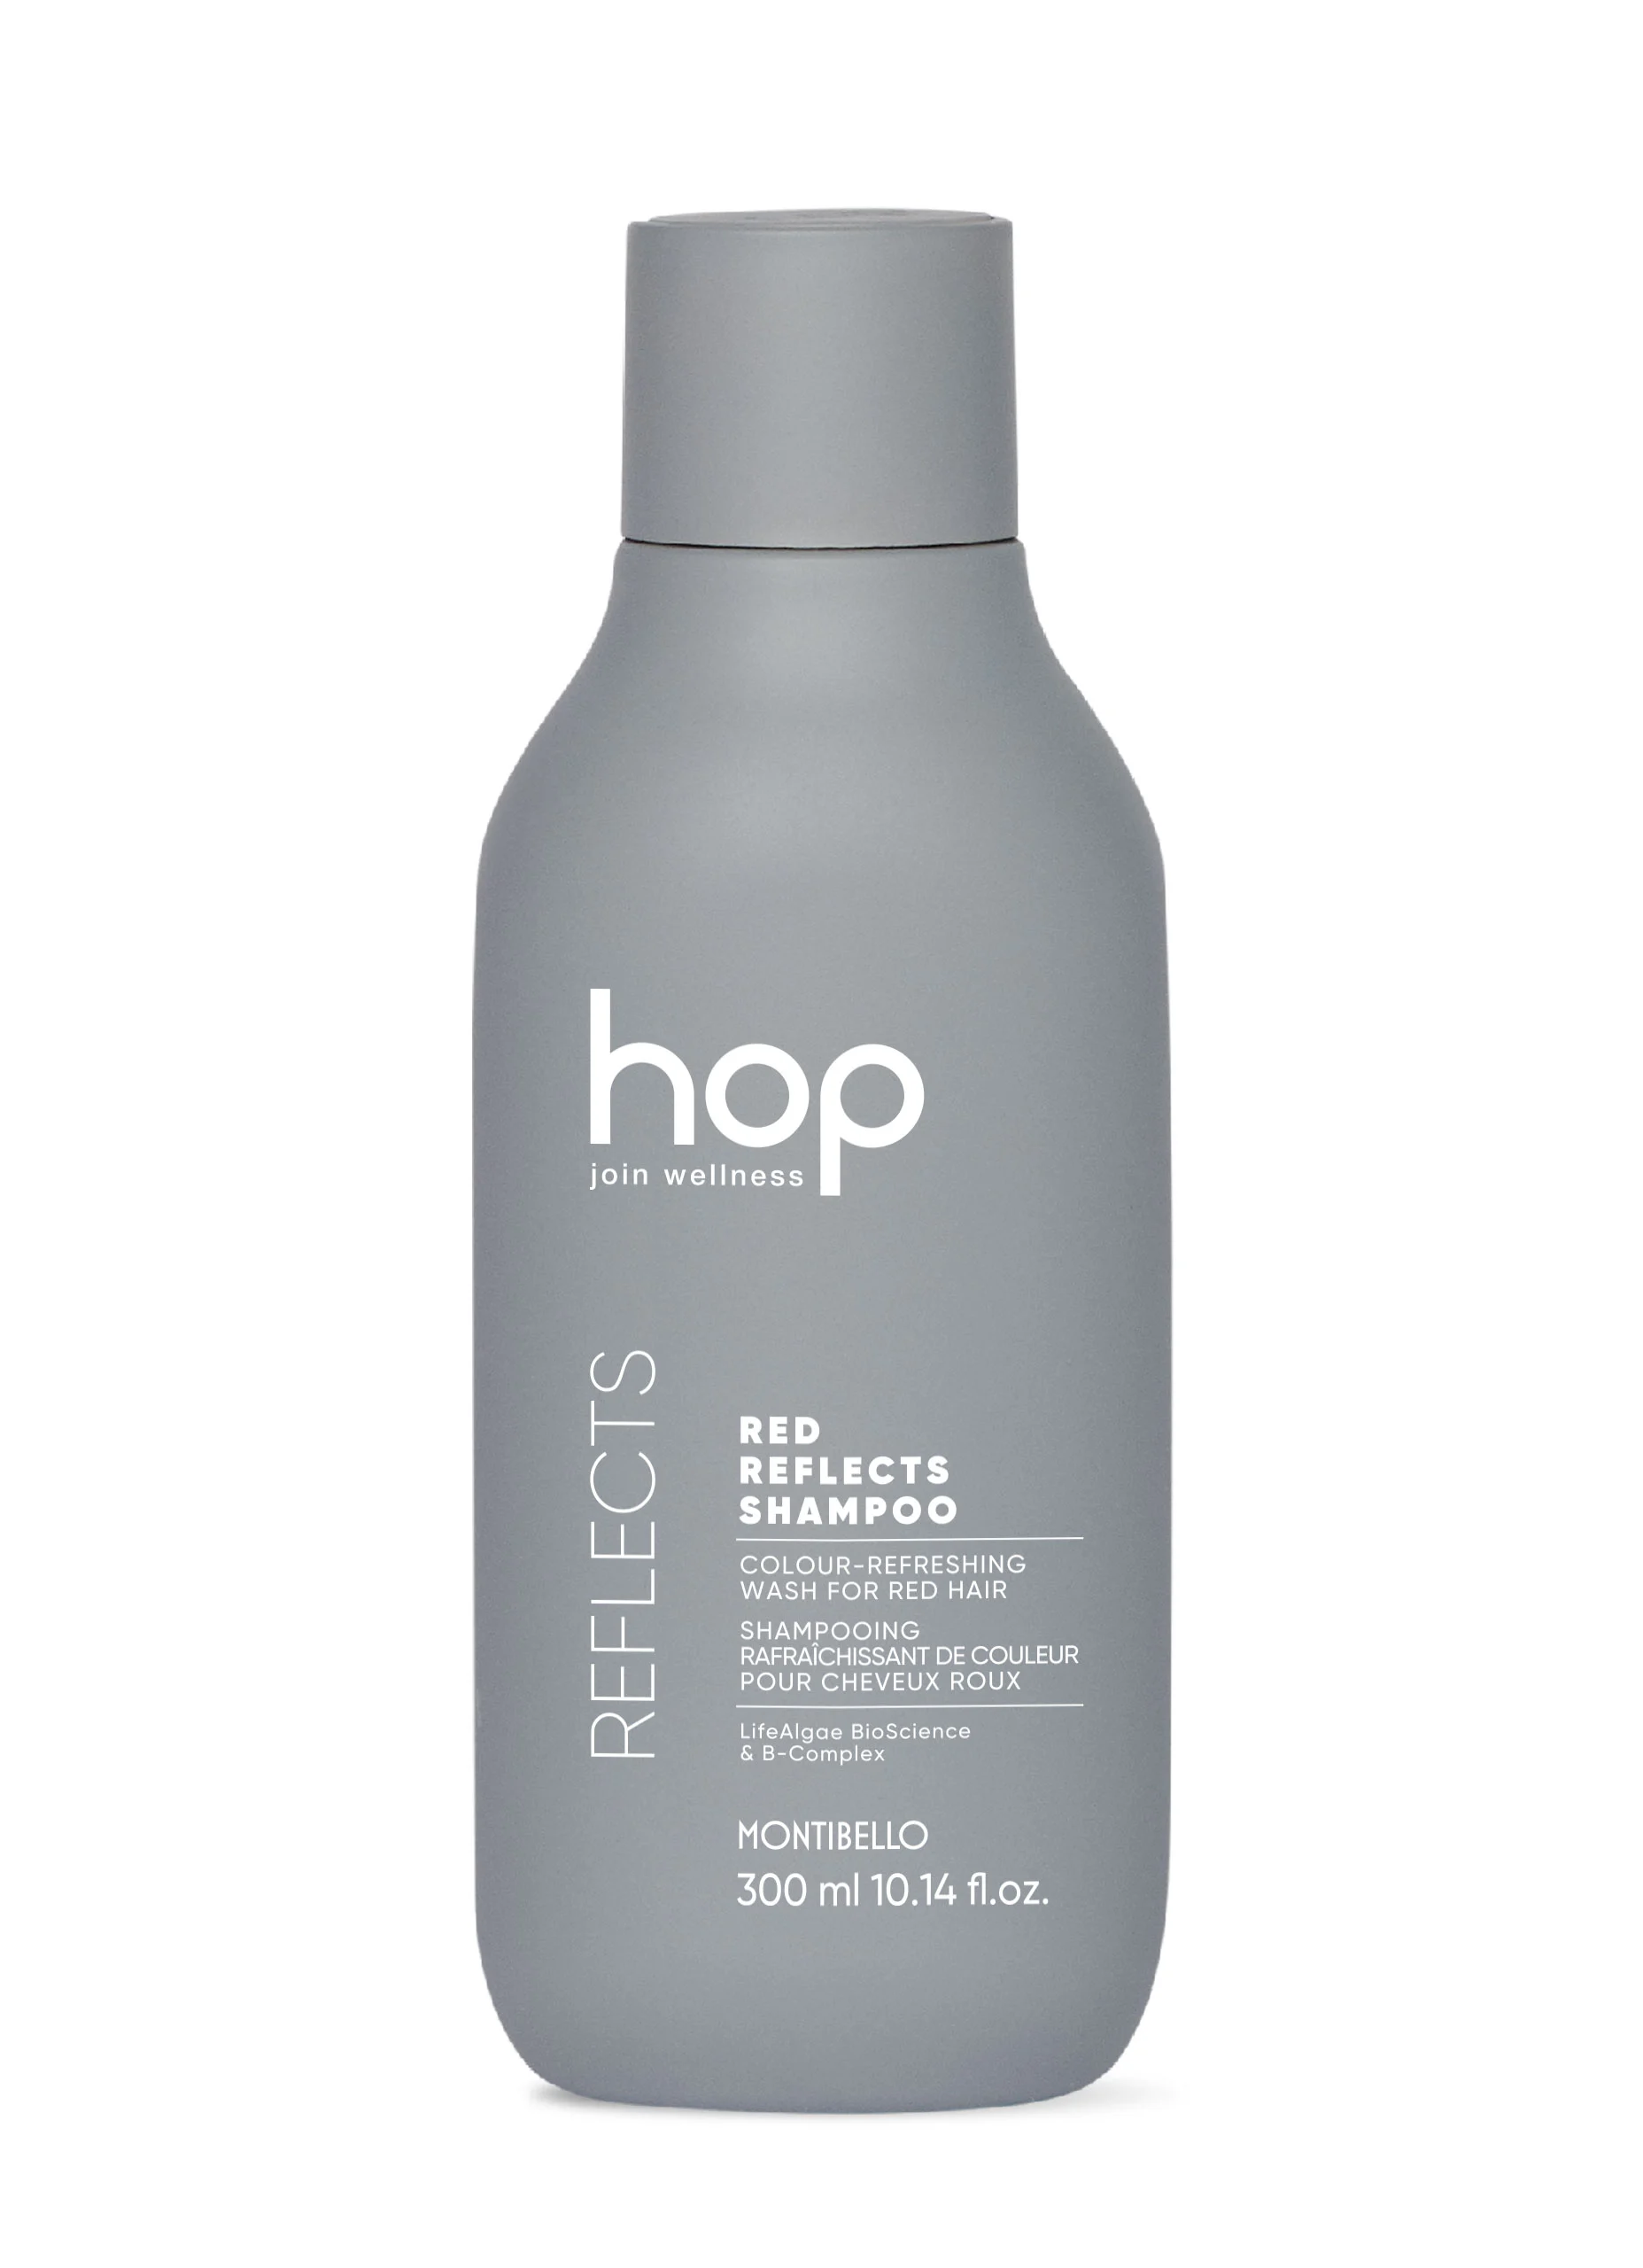 hop
join wellness
REFLECTS
RED
REFLECTS
SHAMPOO
COLOUR-REFRESHING
WASH FOR RED HAIR
SHAMPOOING
RAFRAÎCHISSANT DE COULEUR
POUR CHEVEUX ROUX
LifeAlgae BioScience
& B-Complex
MONTIBELLO
300 ml 10.14 fl.oz.